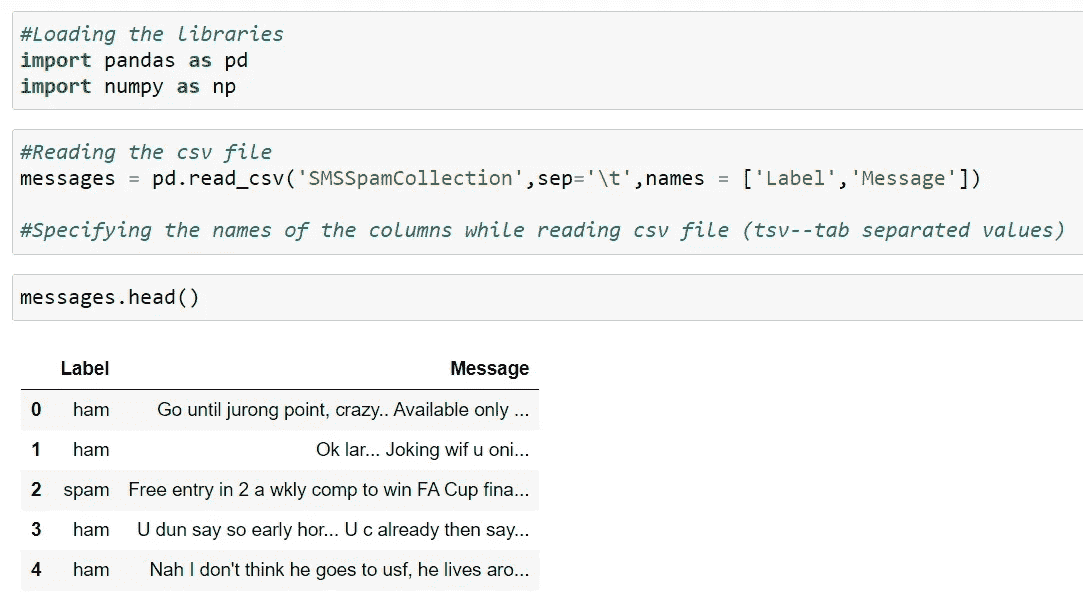 #Loading the libraries
import pandas as pd
import numpy as np
#Reading the csv file
messages = pd.read_csv('SMSSpamCollection',sep='\t',names = ['Label','Message'])
#Specifying the names of the columns while reading csv file (tsv--tab separated values)
messages.head()
Label Message
0 ham Go until jurong point, crazy.. Available only ...
1 ham Ok lar... Joking wif u oni...
2 spam Free entry in 2 a wkly comp to win FA Cup fina...
3 ham U dun say so early hor... U c already then say...
4 ham Nah I don't think he goes to usf, he lives aro...